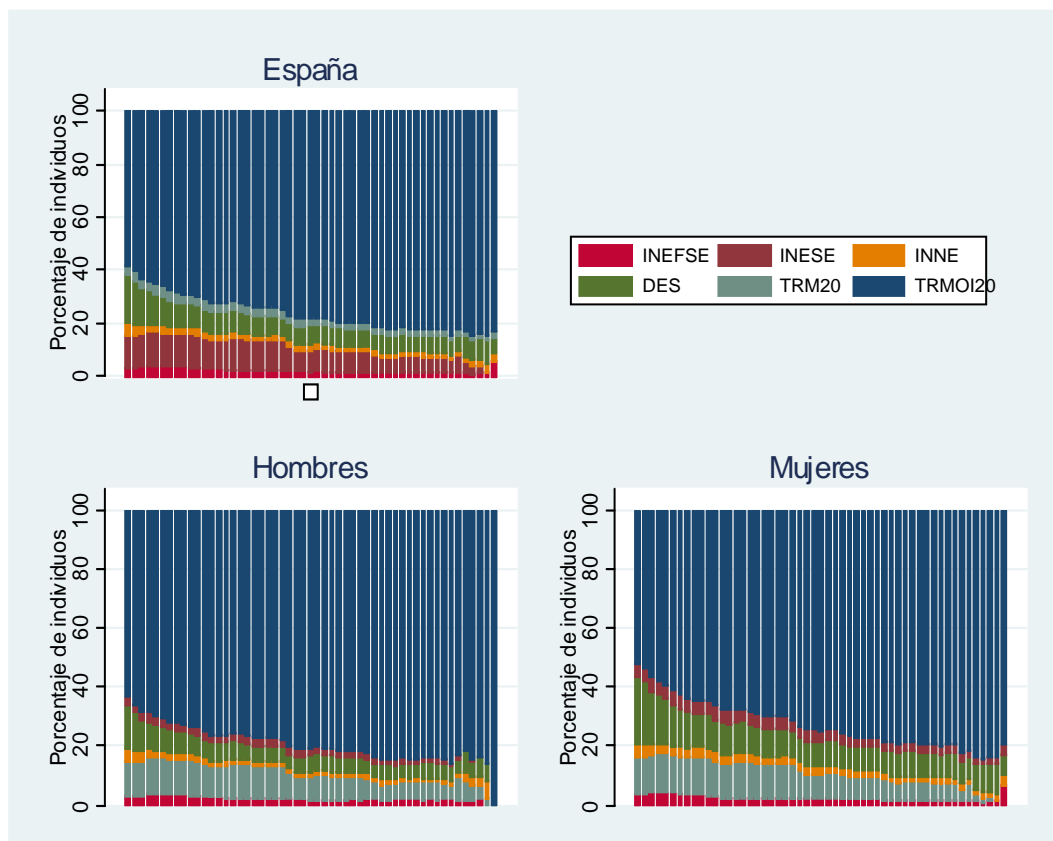 España
Porcentaje de individuos
100
80
60
40
20
0
INEFSE INESE INNE
DES TRM20 TRMOI20
Hombres
Porcentaje de individuos
100
80
60
40
20
0
Mujeres
Porcentaje de individuos
100
80
60
40
20
0